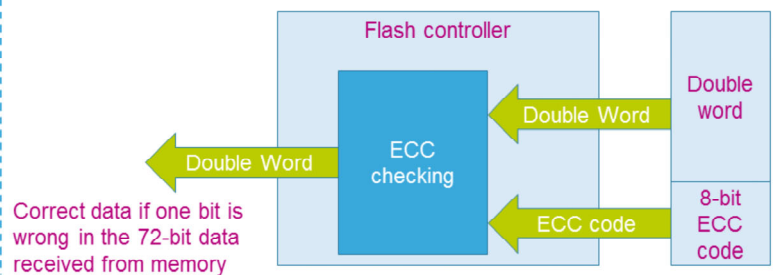 Flash controller
Double
word
Double Word
ECC
checking
Double Word
ECC code
8-bit
ECC
code
Correct data if one bit is
wrong in the 72-bit data
received from memory